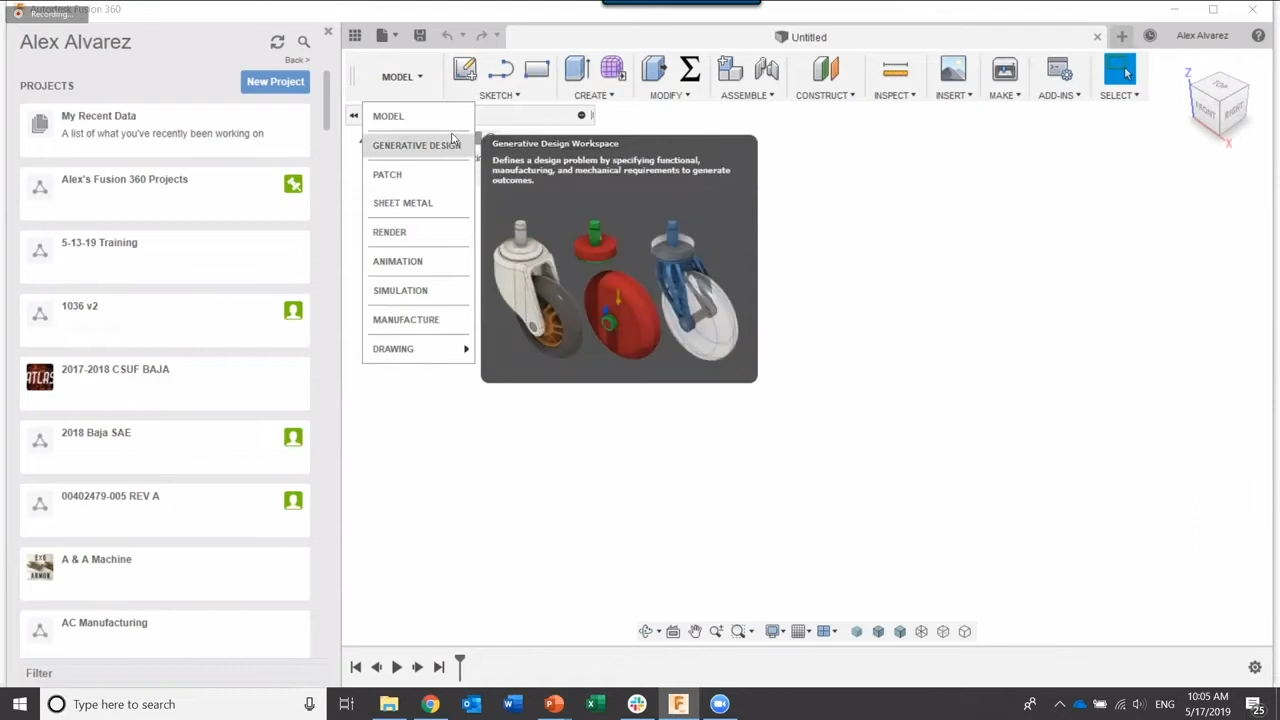 Autodesk Fusion 360
Recording...
Alex Alvarez
Back >
PROJECTS
New Project
My Recent Data
A list of what you've recently been working on
Alex's Fusion 360 Projects
5-13-19 Training
1036 v2
2017-2018 CSUF BAJA
2018 Baja SAE
00402479-005 REV A
A & A Machine
AC Manufacturing
Filter
Untitled
Alex Alvarez
MODEL
SKETCH
CREATE
MODIFY
ASSEMBLE
CONSTRUCT
INSPECT
INSERT
MAKE
ADD-INS
SELECT
MODEL
GENERATIVE DESIGN
PATCH
SHEET METAL
RENDER
ANIMATION
SIMULATION
MANUFACTURE
DRAWING
Generative Design Workspace
Defines a design problem by specifying functional,
manufacturing, and mechanical requirements to generate
outcomes.
Z
TOP
FRONT
RIGHT
X
Type here to search
ENG
10:05 AM
5/17/2019
25